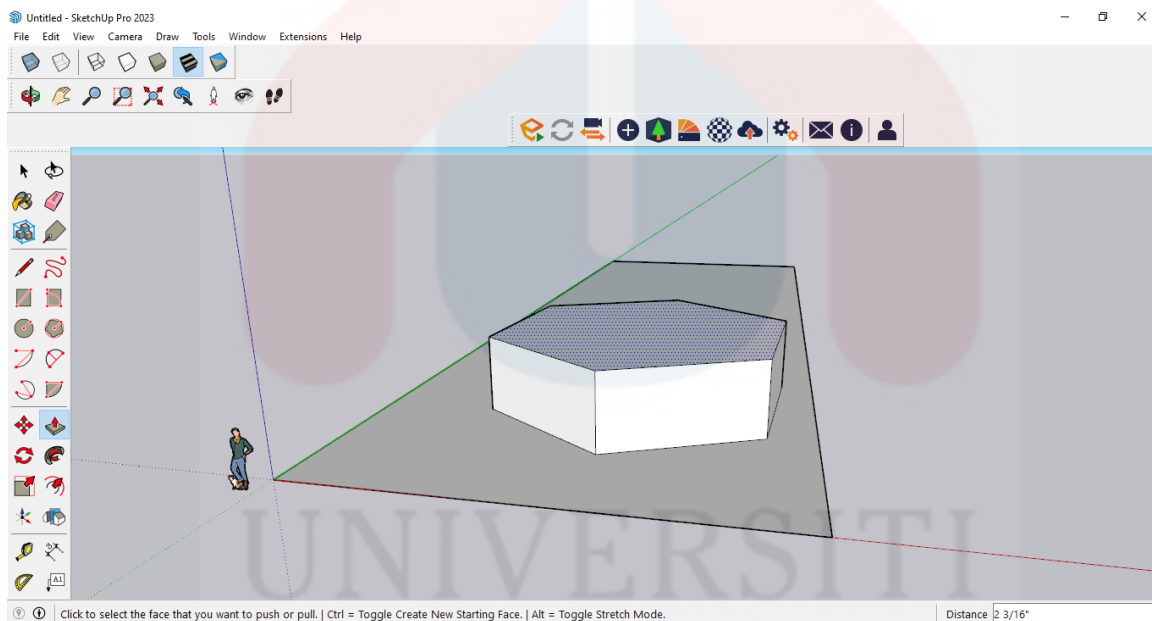 Untitled - SketchUp Pro 2023
File Edit View Camera Draw Tools Window Extensions Help
A1
UNIVERSITI
Click to select the face that you want to push or pull. | Ctrl = Toggle Create New Starting Face. | Alt = Toggle Stretch Mode.
Distance 2 3/16"